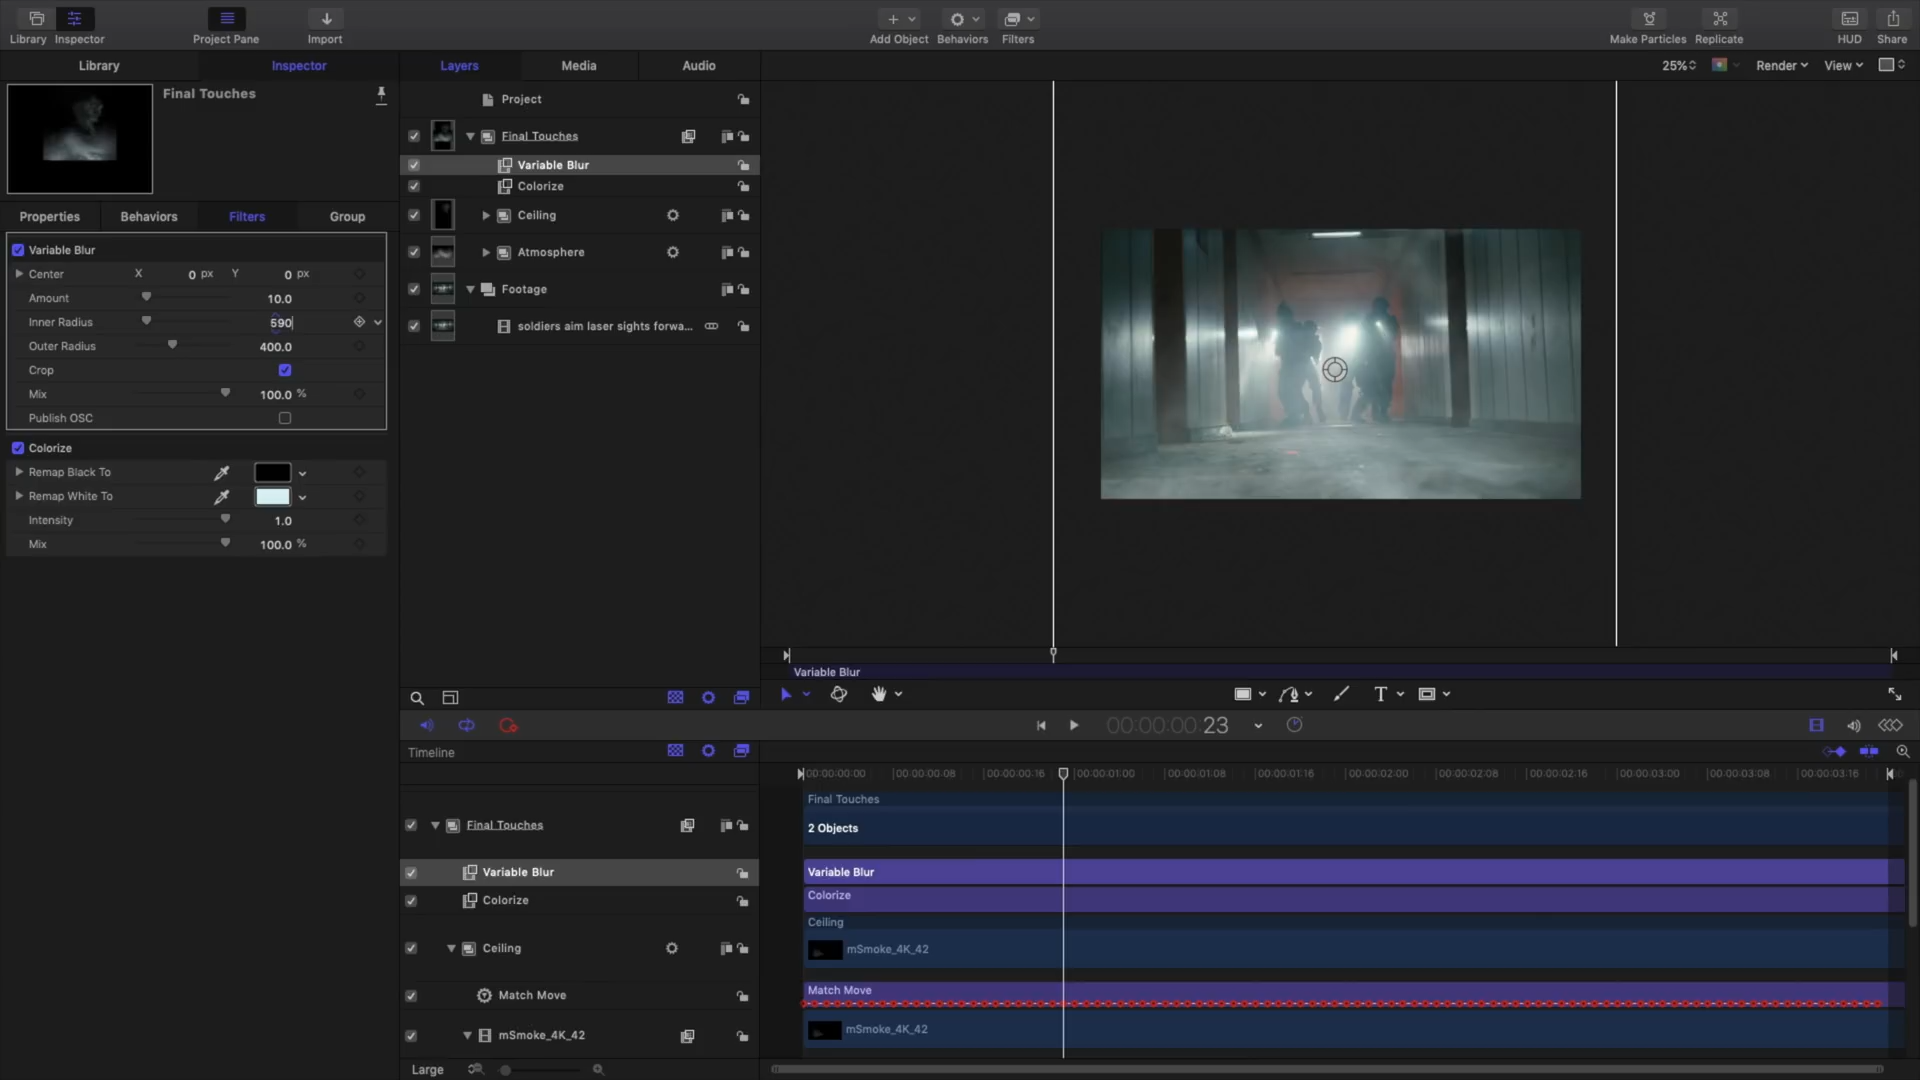 Library
Inspector
Project Pane
Import
Add Object
Behaviors
Filters
Make Particles
Replicate
HUD
Share
Library
Inspector
Layers
Media
Audio
25%
Render
View
Final Touches
Project
Final Touches
Variable Blur
Colorize
Ceiling
Atmosphere
Footage
soldiers aim laser sights forwa...
Properties
Behaviors
Filters
Group
Variable Blur
Center X 0 px Y 0 px
Amount 10.0
Inner Radius 590
Outer Radius 400.0
Crop
Mix 100.0 %
Publish OSC
Colorize
Remap Black To
Remap White To
Intensity 1.0
Mix 100.0 %
Variable Blur
T
00:00:00:23
Timeline
00:00:00:00 00:00:00:08 00:00:00:16 00:00:01:00 00:00:01:08 00:00:01:16 00:00:02:00 00:00:02:08 00:00:02:16 00:00:03:00 00:00:03:08 00:00:03:16
Final Touches
Final Touches
2 Objects
Variable Blur
Variable Blur
Colorize
Colorize
Ceiling
Ceiling
mSmoke_4K_42
Match Move
Match Move
mSmoke_4K_42
mSmoke_4K_42
Large